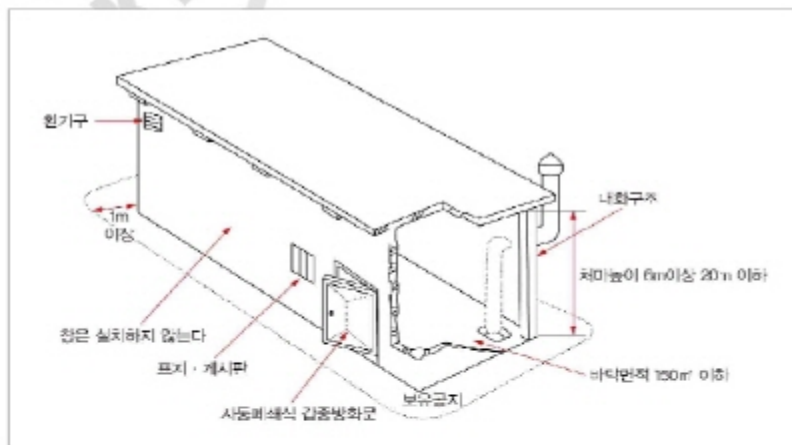 환기구
1m
이상
내화구조
처마높이 6m이상 20m 이하
창은 설치하지 않는다
표지·게시판
바닥면적 150㎡ 이하
보유공지
자동폐쇄식 갑종방화문